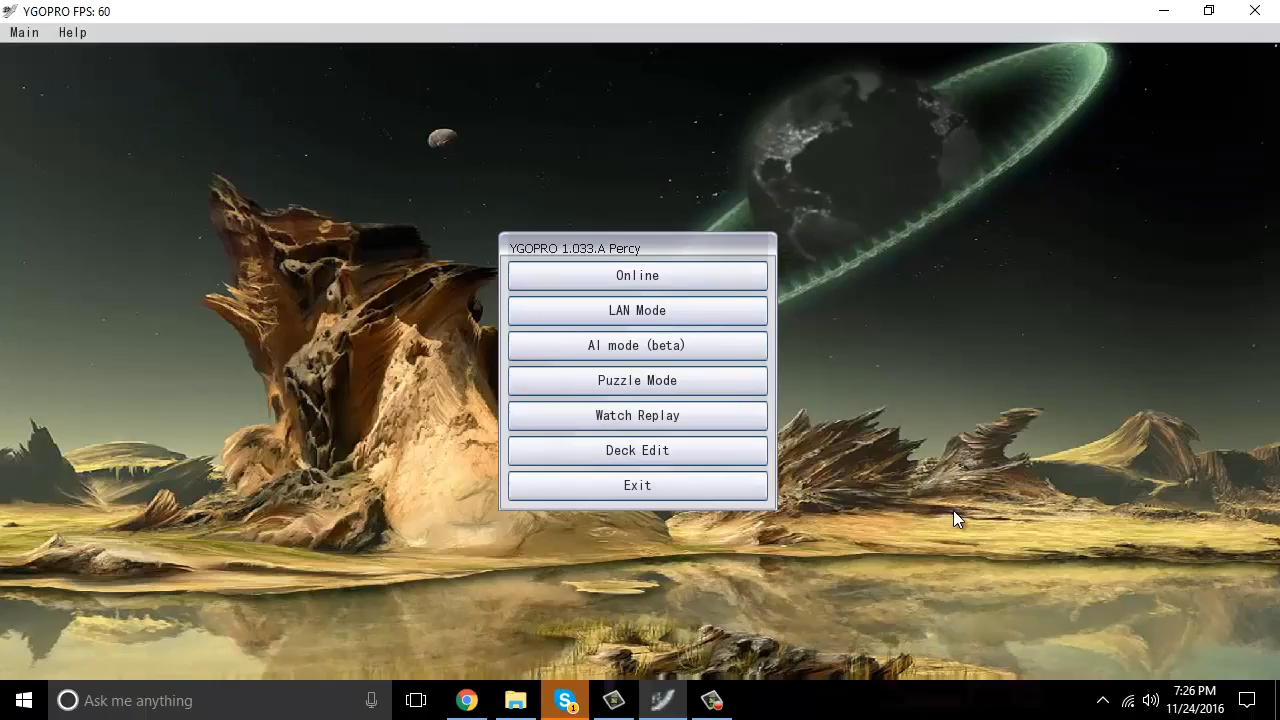 YGOPRO FPS: 60
Main Help
YGOPRO 1.033.A Percy
Online
LAN Mode
AI mode (beta)
Puzzle Mode
Watch Replay
Deck Edit
Exit
Ask me anything
1
7:26 PM
11/24/2016